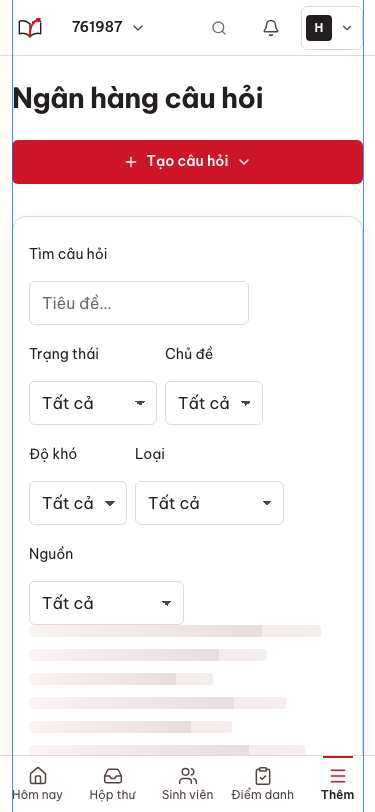 761987
H
Ngân hàng câu hỏi
Tạo câu hỏi
Tìm câu hỏi
Tiêu đề...
Trạng thái Chủ đề
Tất cả Tất cả
Độ khó Loại
Tất cả Tất cả
Nguồn
Tất cả
Hôm nay Hộp thư Sinh viên Điểm danh Thêm